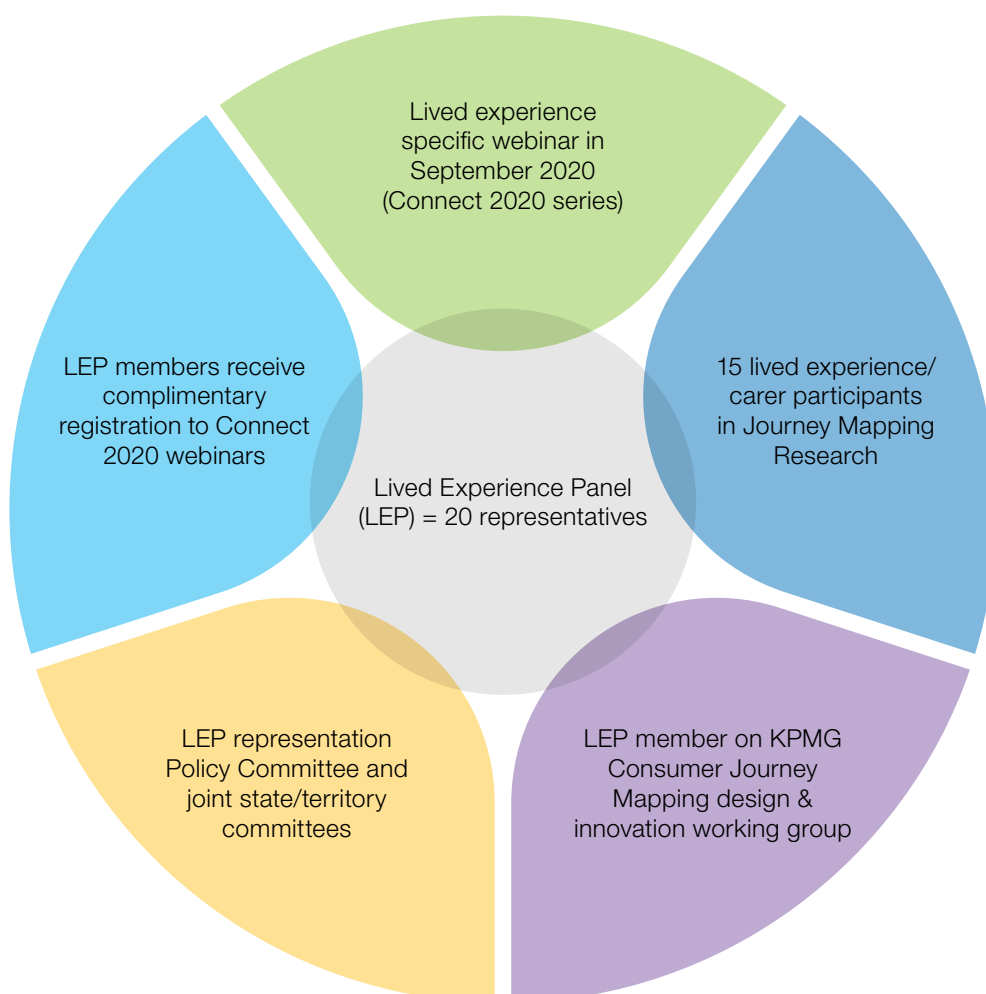 Lived experience
specific webinar in
September 2020
(Connect 2020 series)
LEP members receive
complimentary
registration to Connect
2020 webinars
15 lived experience/
carer participants
in Journey Mapping
Research
Lived Experience Panel
(LEP) = 20 representatives
LEP representation
Policy Committee and
joint state/territory
committees
LEP member on KPMG
Consumer Journey
Mapping design &
innovation working group